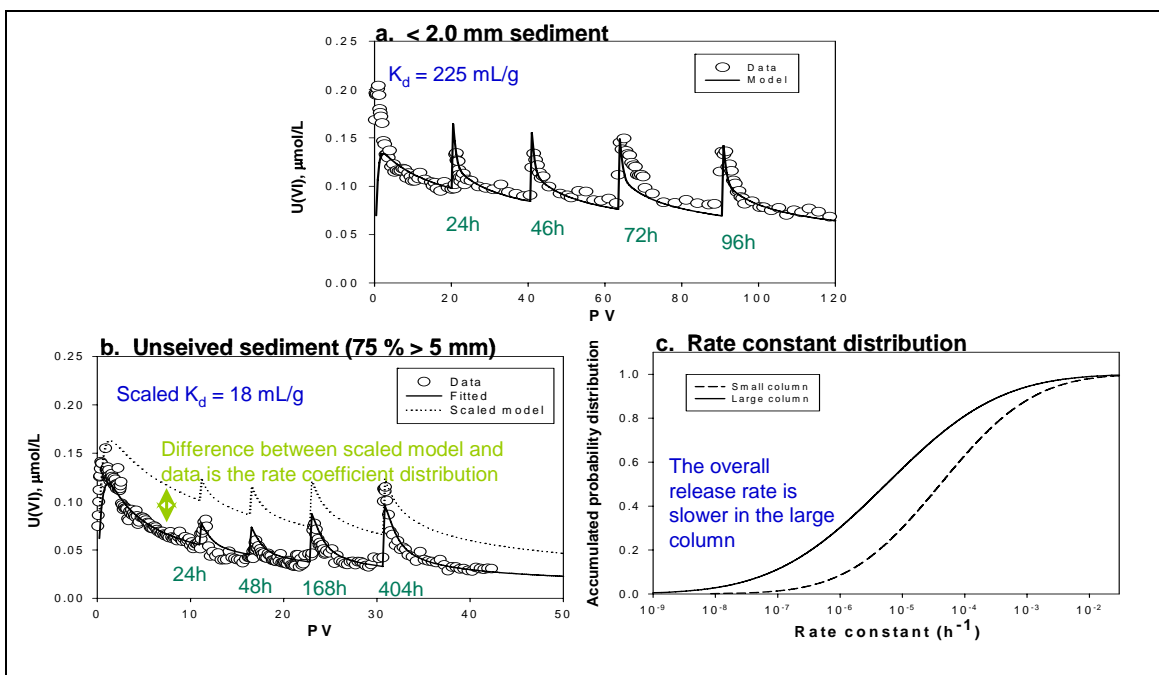 a. < 2.0 mm sediment
K_d = 225 mL/g
Data
Model
U(VI), µmol/L
0.25
0.20
0.15
0.10
0.05
0.00
24h
46h
72h
96h
0 20 40 60 80 100 120
PV
b. Unseived sediment (75 % > 5 mm)
Scaled K_d = 18 mL/g
Data
Fitted
Scaled model
Difference between scaled model and
data is the rate coefficient distribution
U(VI), µmol/L
0.25
0.20
0.15
0.10
0.05
0.00
24h
48h
168h
404h
0 10 20 30 40 50
PV
c. Rate constant distribution
Small column
Large column
The overall
release rate is
slower in the large
column
Accumulated probability distribution
1.0
0.8
0.6
0.4
0.2
0.0
10^-9 10^-8 10^-7 10^-6 10^-5 10^-4 10^-3 10^-2
Rate constant (h^-1)